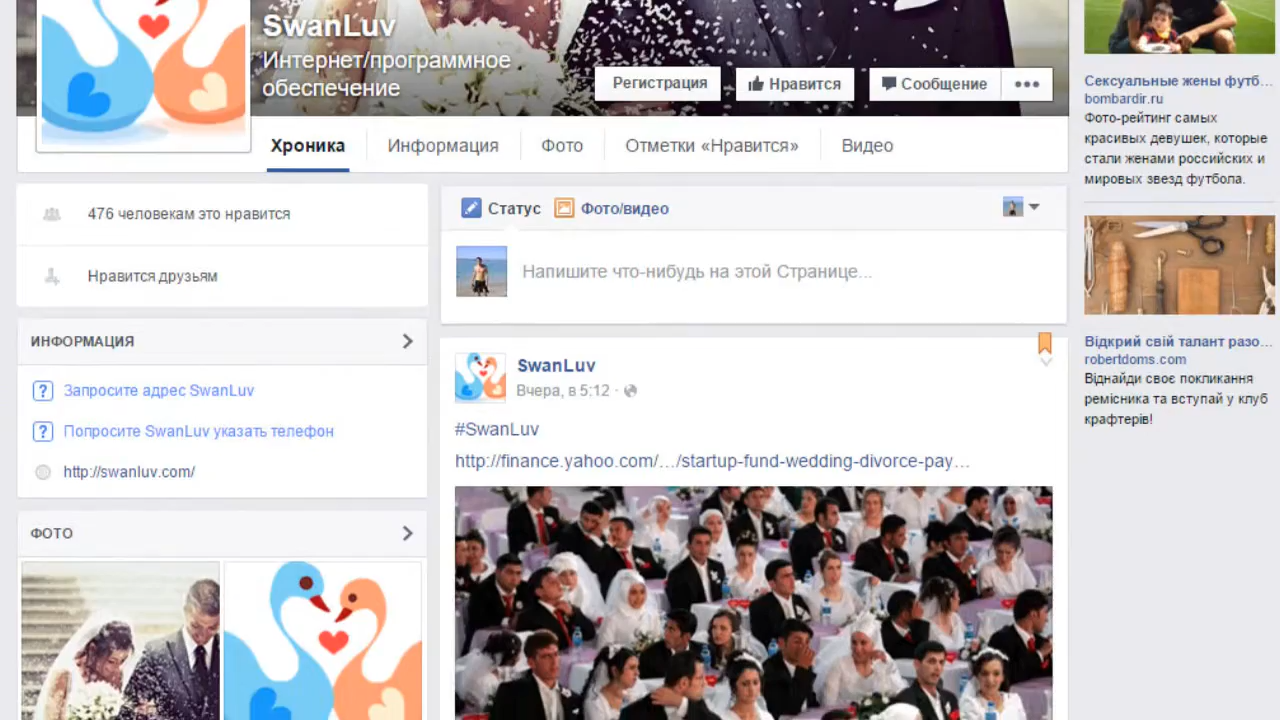 SwanLuv
Интернет/программное
обеспечение
Регистрация
Нравится
Сообщение
Хроника
Информация
Фото
Отметки «Нравится»
Видео
476 человекам это нравится
Нравится друзьям
ИНФОРМАЦИЯ
Запросите адрес SwanLuv
Попросите SwanLuv указать телефон
http://swanluv.com/
ФОТО
Статус
Фото/видео
Напишите что-нибудь на этой Странице...
SwanLuv
Вчера, в 5:12 ·
#SwanLuv
http://finance.yahoo.com/…/startup-fund-wedding-divorce-pay…
Сексуальные жены футб...
bombardir.ru
Фото-рейтинг самых
красивых девушек, которые
стали женами российских и
мировых звезд футбола.
Відкрий свій талант разо...
robertdoms.com
Віднайди своє покликання
ремісника та вступай у клуб
крафтерів!